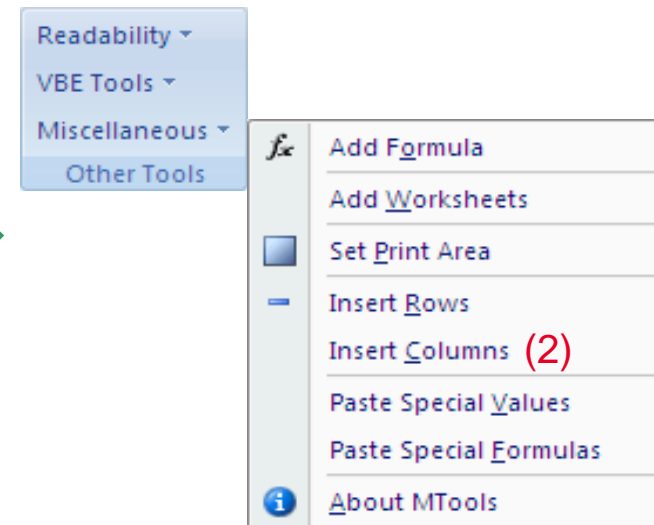 Readability
VBE Tools
Miscellaneous
Other Tools
fx Add Formula
Add Worksheets
Set Print Area
Insert Rows
Insert Columns (2)
Paste Special Values
Paste Special Formulas
About MTools